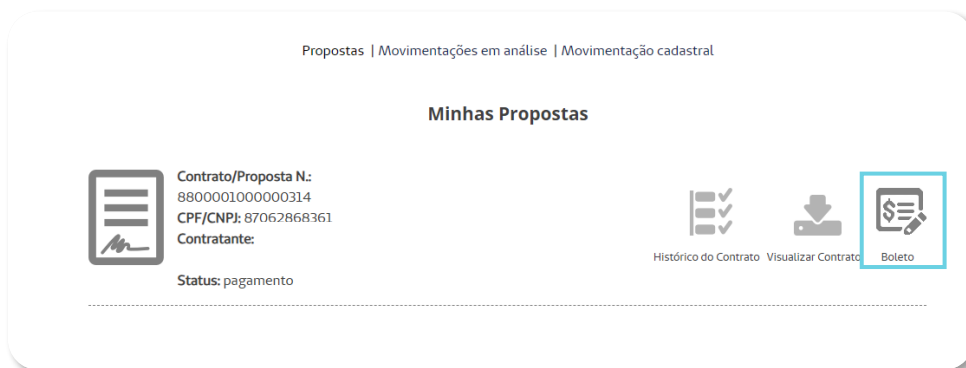 Propostas | Movimentações em análise | Movimentação cadastral
Minhas Propostas
Contrato/Proposta N.:
8800001000000314
CPF/CNPJ: 87062868361
Contratante:
Status: pagamento
Histórico do Contrato
Visualizar Contrato
Boleto